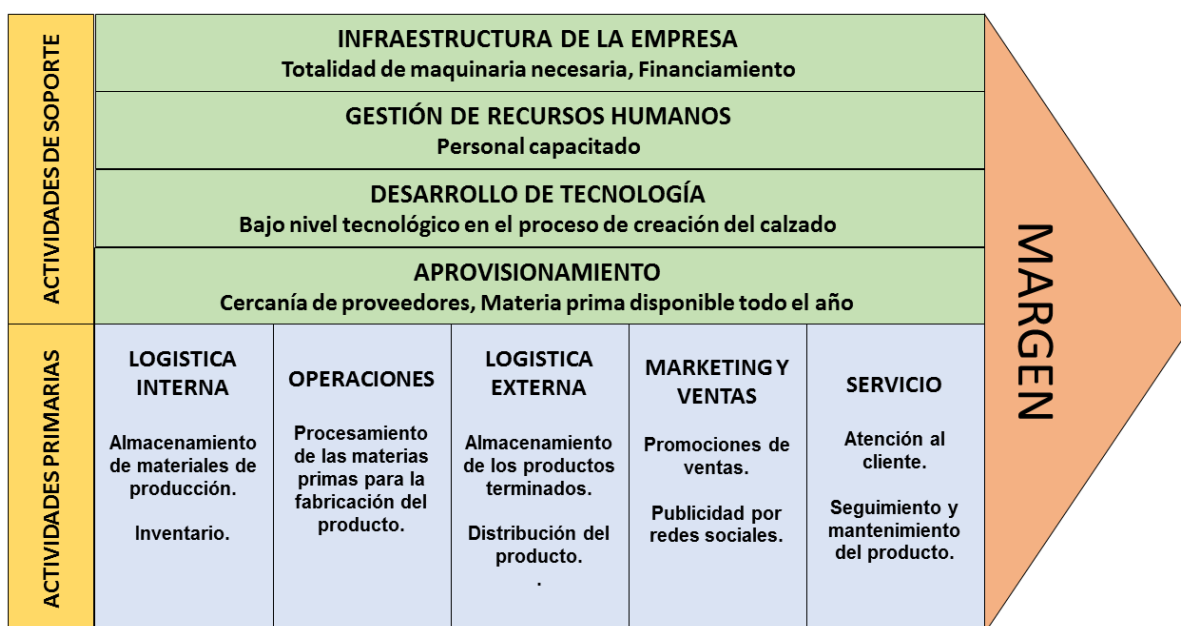 ACTIVIDADES DE SOPORTE
INFRAESTRUCTURA DE LA EMPRESA
Totalidad de maquinaria necesaria, Financiamiento
GESTIÓN DE RECURSOS HUMANOS
Personal capacitado
DESARROLLO DE TECNOLOGÍA
Bajo nivel tecnológico en el proceso de creación del calzado
APROVISIONAMIENTO
Cercanía de proveedores, Materia prima disponible todo el año
ACTIVIDADES PRIMARIAS
LOGISTICA
INTERNA
Almacenamiento
de materiales de
producción.
Inventario.
OPERACIONES
Procesamiento
de las materias
primas para la
fabricación del
producto.
LOGISTICA
EXTERNA
Almacenamiento
de los productos
terminados.
Distribución del
producto.
.
MARKETING Y
VENTAS
Promociones de
ventas.
Publicidad por
redes sociales.
SERVICIO
Atención al
cliente.
Seguimiento y
mantenimiento
del producto.
MARGEN